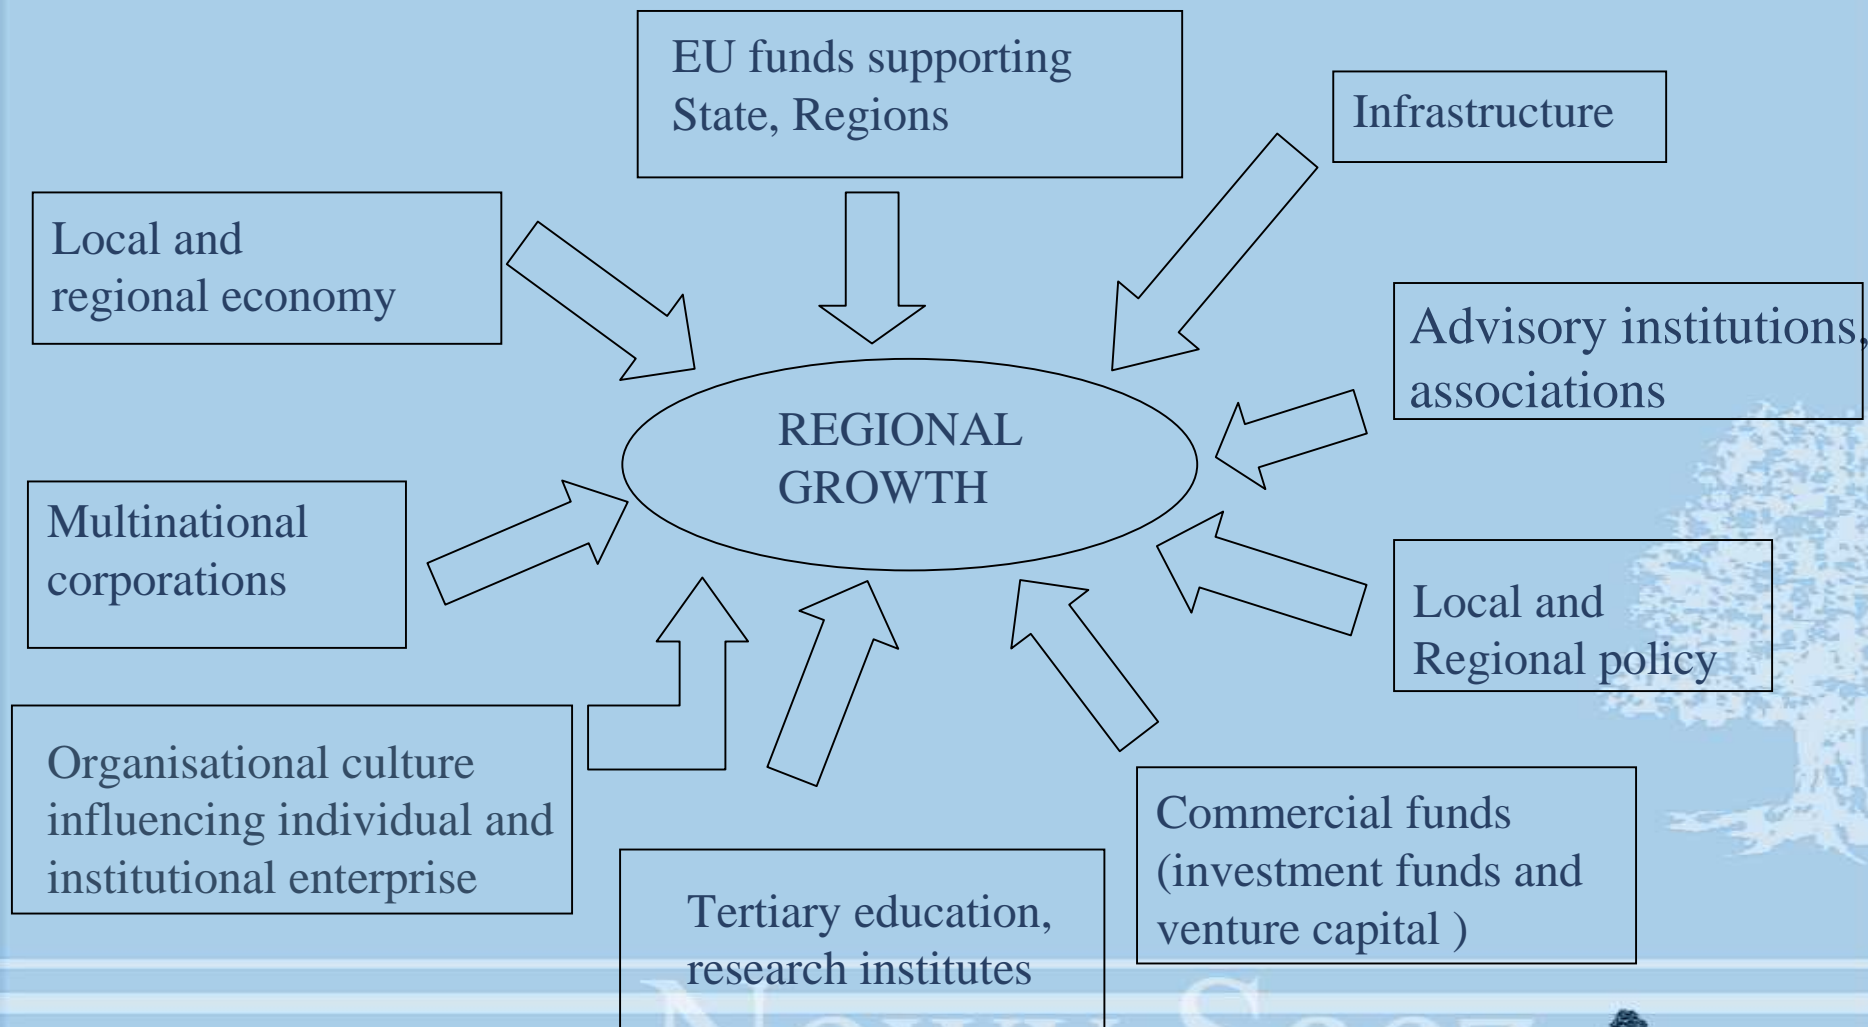 EU funds supporting
State, Regions
Infrastructure
Local and
regional economy
Advisory institutions,
associations
REGIONAL
GROWTH
Multinational
corporations
Local and
Regional policy
Organisational culture
influencing individual and
institutional enterprise
Commercial funds
(investment funds and
venture capital )
Tertiary education,
research institutes